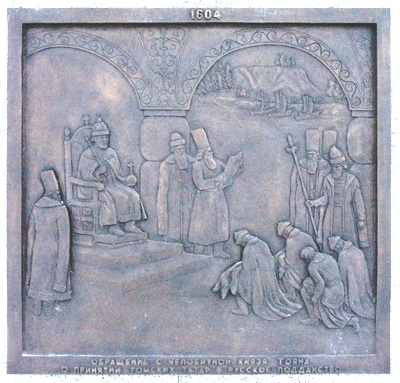 1604
ОБРАЩЕНИЕ С ЧЕЛОБИТНОЙ КНЯЗЯ ТОЯНА
О ПРИНЯТИИ ТОМСКИХ ТАТАР В РУССКОЕ ПОДДАНСТВО